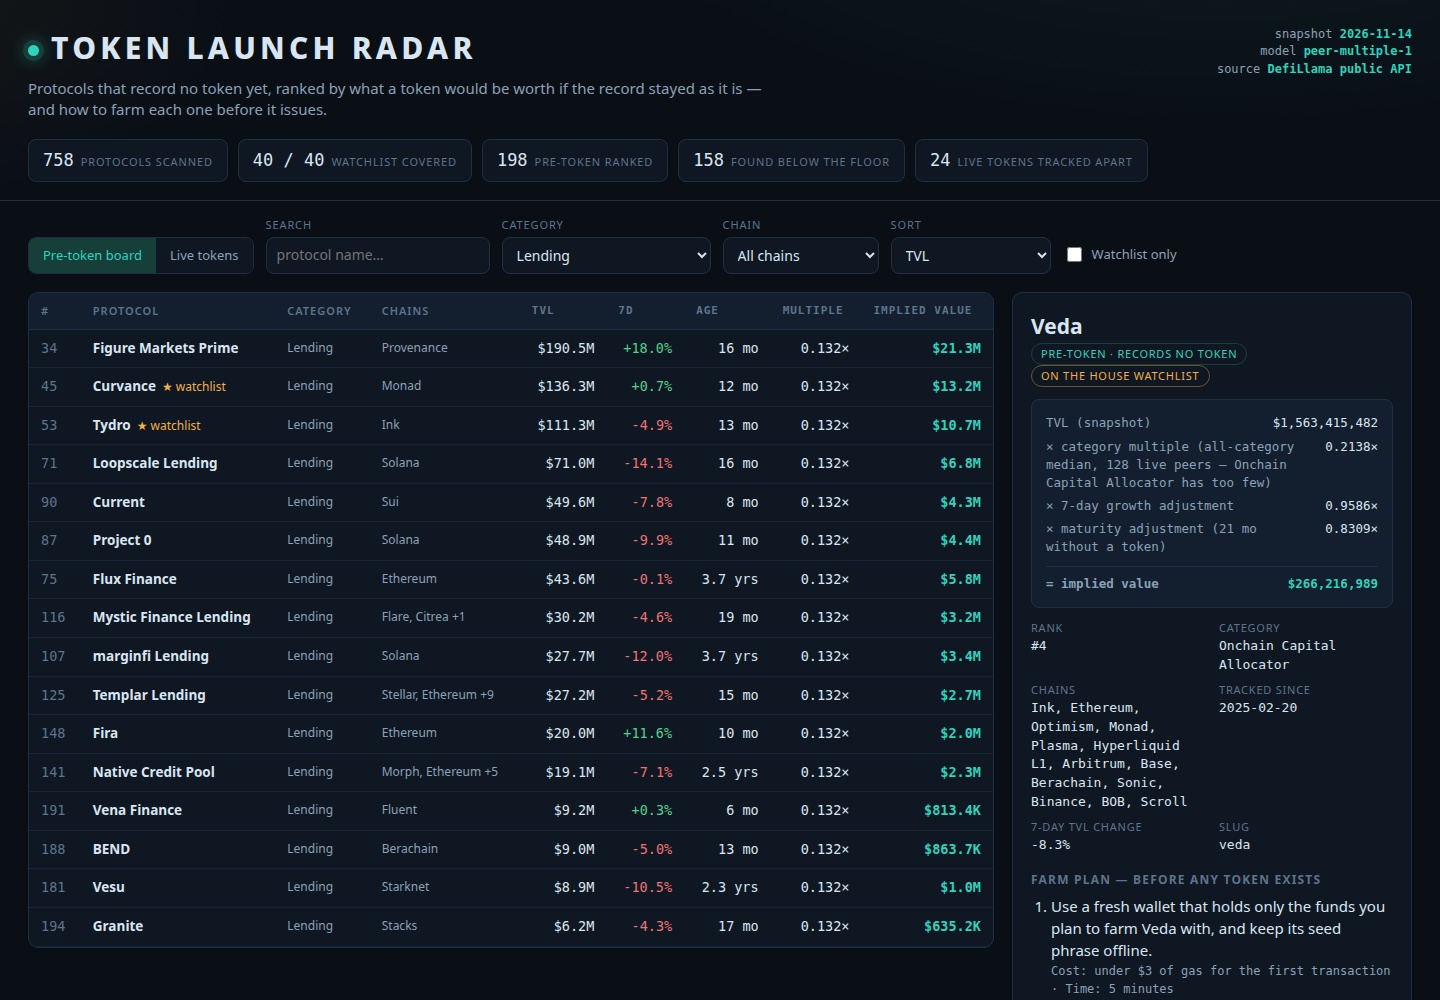 TOKEN LAUNCH RADAR
snapshot 2026-11-14
model peer-multiple-1
source DefiLlama public API
Protocols that record no token yet, ranked by what a token would be worth if the record stayed as it is —
and how to farm each one before it issues.
758 PROTOCOLS SCANNED
40 / 40 WATCHLIST COVERED
198 PRE-TOKEN RANKED
158 FOUND BELOW THE FLOOR
24 LIVE TOKENS TRACKED APART
SEARCH CATEGORY CHAIN SORT
Pre-token board Live tokens protocol name... Lending All chains TVL Watchlist only
# PROTOCOL CATEGORY CHAINS TVL 7D AGE MULTIPLE IMPLIED VALUE
34 Figure Markets Prime Lending Provenance $190.5M +18.0% 16 mo 0.132× $21.3M
45 Curvance ★ watchlist Lending Monad $136.3M +0.7% 12 mo 0.132× $13.2M
53 Tydro ★ watchlist Lending Ink $111.3M -4.9% 13 mo 0.132× $10.7M
71 Loopscale Lending Lending Solana $71.0M -14.1% 16 mo 0.132× $6.8M
90 Current Lending Sui $49.6M -7.8% 8 mo 0.132× $4.3M
87 Project 0 Lending Solana $48.9M -9.9% 11 mo 0.132× $4.4M
75 Flux Finance Lending Ethereum $43.6M -0.1% 3.7 yrs 0.132× $5.8M
116 Mystic Finance Lending Lending Flare, Citrea +1 $30.2M -4.6% 19 mo 0.132× $3.2M
107 marginfi Lending Lending Solana $27.7M -12.0% 3.7 yrs 0.132× $3.4M
125 Templar Lending Lending Stellar, Ethereum +9 $27.2M -5.2% 15 mo 0.132× $2.7M
148 Fira Lending Ethereum $20.0M +11.6% 10 mo 0.132× $2.0M
141 Native Credit Pool Lending Morph, Ethereum +5 $19.1M -7.1% 2.5 yrs 0.132× $2.3M
191 Vena Finance Lending Fluent $9.2M +0.3% 6 mo 0.132× $813.4K
188 BEND Lending Berachain $9.0M -5.0% 13 mo 0.132× $863.7K
181 Vesu Lending Starknet $8.9M -10.5% 2.3 yrs 0.132× $1.0M
194 Granite Lending Stacks $6.2M -4.3% 17 mo 0.132× $635.2K
Veda
PRE-TOKEN · RECORDS NO TOKEN
ON THE HOUSE WATCHLIST
TVL (snapshot) $1,563,415,482
× category multiple (all-category 0.2138×
median, 128 live peers — Onchain
Capital Allocator has too few)
× 7-day growth adjustment 0.9586×
× maturity adjustment (21 mo 0.8309×
without a token)
= implied value $266,216,989
RANK CATEGORY
#4 Onchain Capital
Allocator
CHAINS TRACKED SINCE
Ink, Ethereum, 2025-02-20
Optimism, Monad,
Plasma, Hyperliquid
L1, Arbitrum, Base,
Berachain, Sonic,
Binance, BOB, Scroll
7-DAY TVL CHANGE SLUG
-8.3% veda
FARM PLAN — BEFORE ANY TOKEN EXISTS
1. Use a fresh wallet that holds only the funds you
plan to farm Veda with, and keep its seed
phrase offline.
Cost: under $3 of gas for the first transaction
· Time: 5 minutes